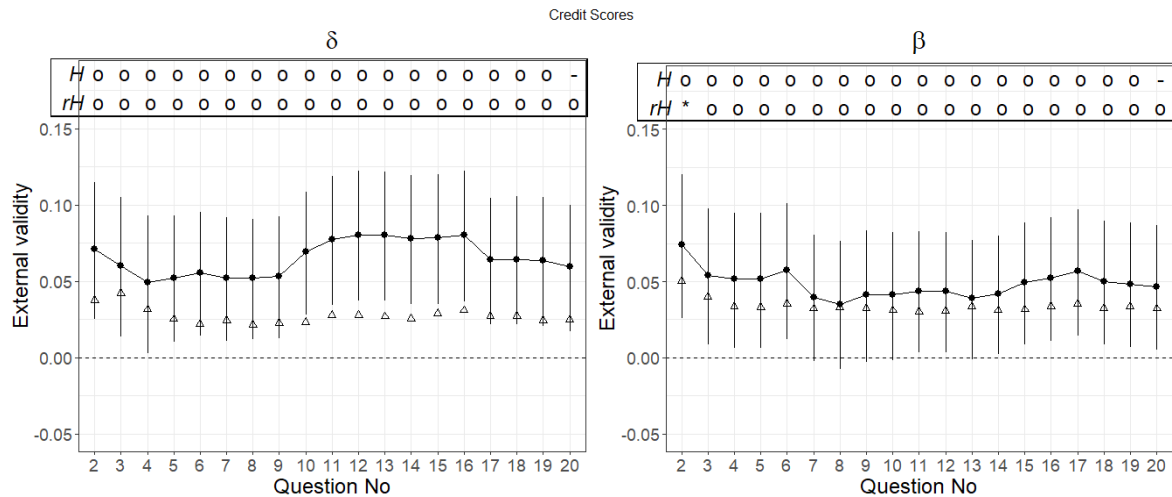 Credit Scores
δ
H o o o o o o o o o o o o o o o o o o -
rH o o o o o o o o o o o o o o o o o o o
0.15
0.10
0.05
0.00
-0.05
External validity
2 3 4 5 6 7 8 9 10 11 12 13 14 15 16 17 18 19 20
Question No
β
H o o o o o o o o o o o o o o o o o o -
rH * o o o o o o o o o o o o o o o o o o
0.15
0.10
0.05
0.00
-0.05
External validity
2 3 4 5 6 7 8 9 10 11 12 13 14 15 16 17 18 19 20
Question No